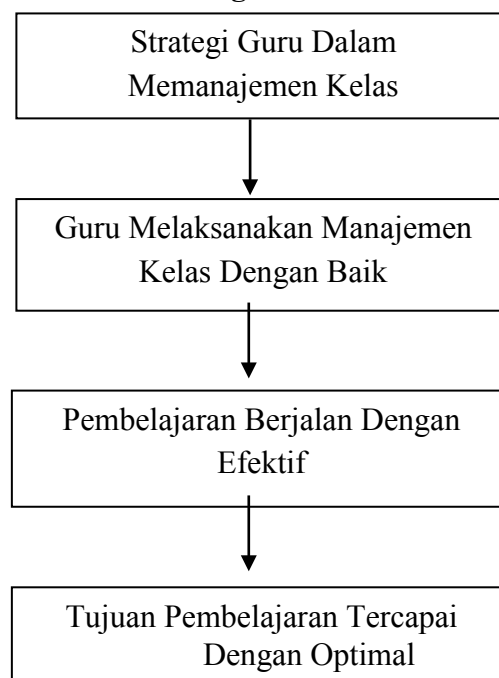 Strategi Guru Dalam
Memanajemen Kelas
Guru Melaksanakan Manajemen
Kelas Dengan Baik
Pembelajaran Berjalan Dengan
Efektif
Tujuan Pembelajaran Tercapai
Dengan Optimal